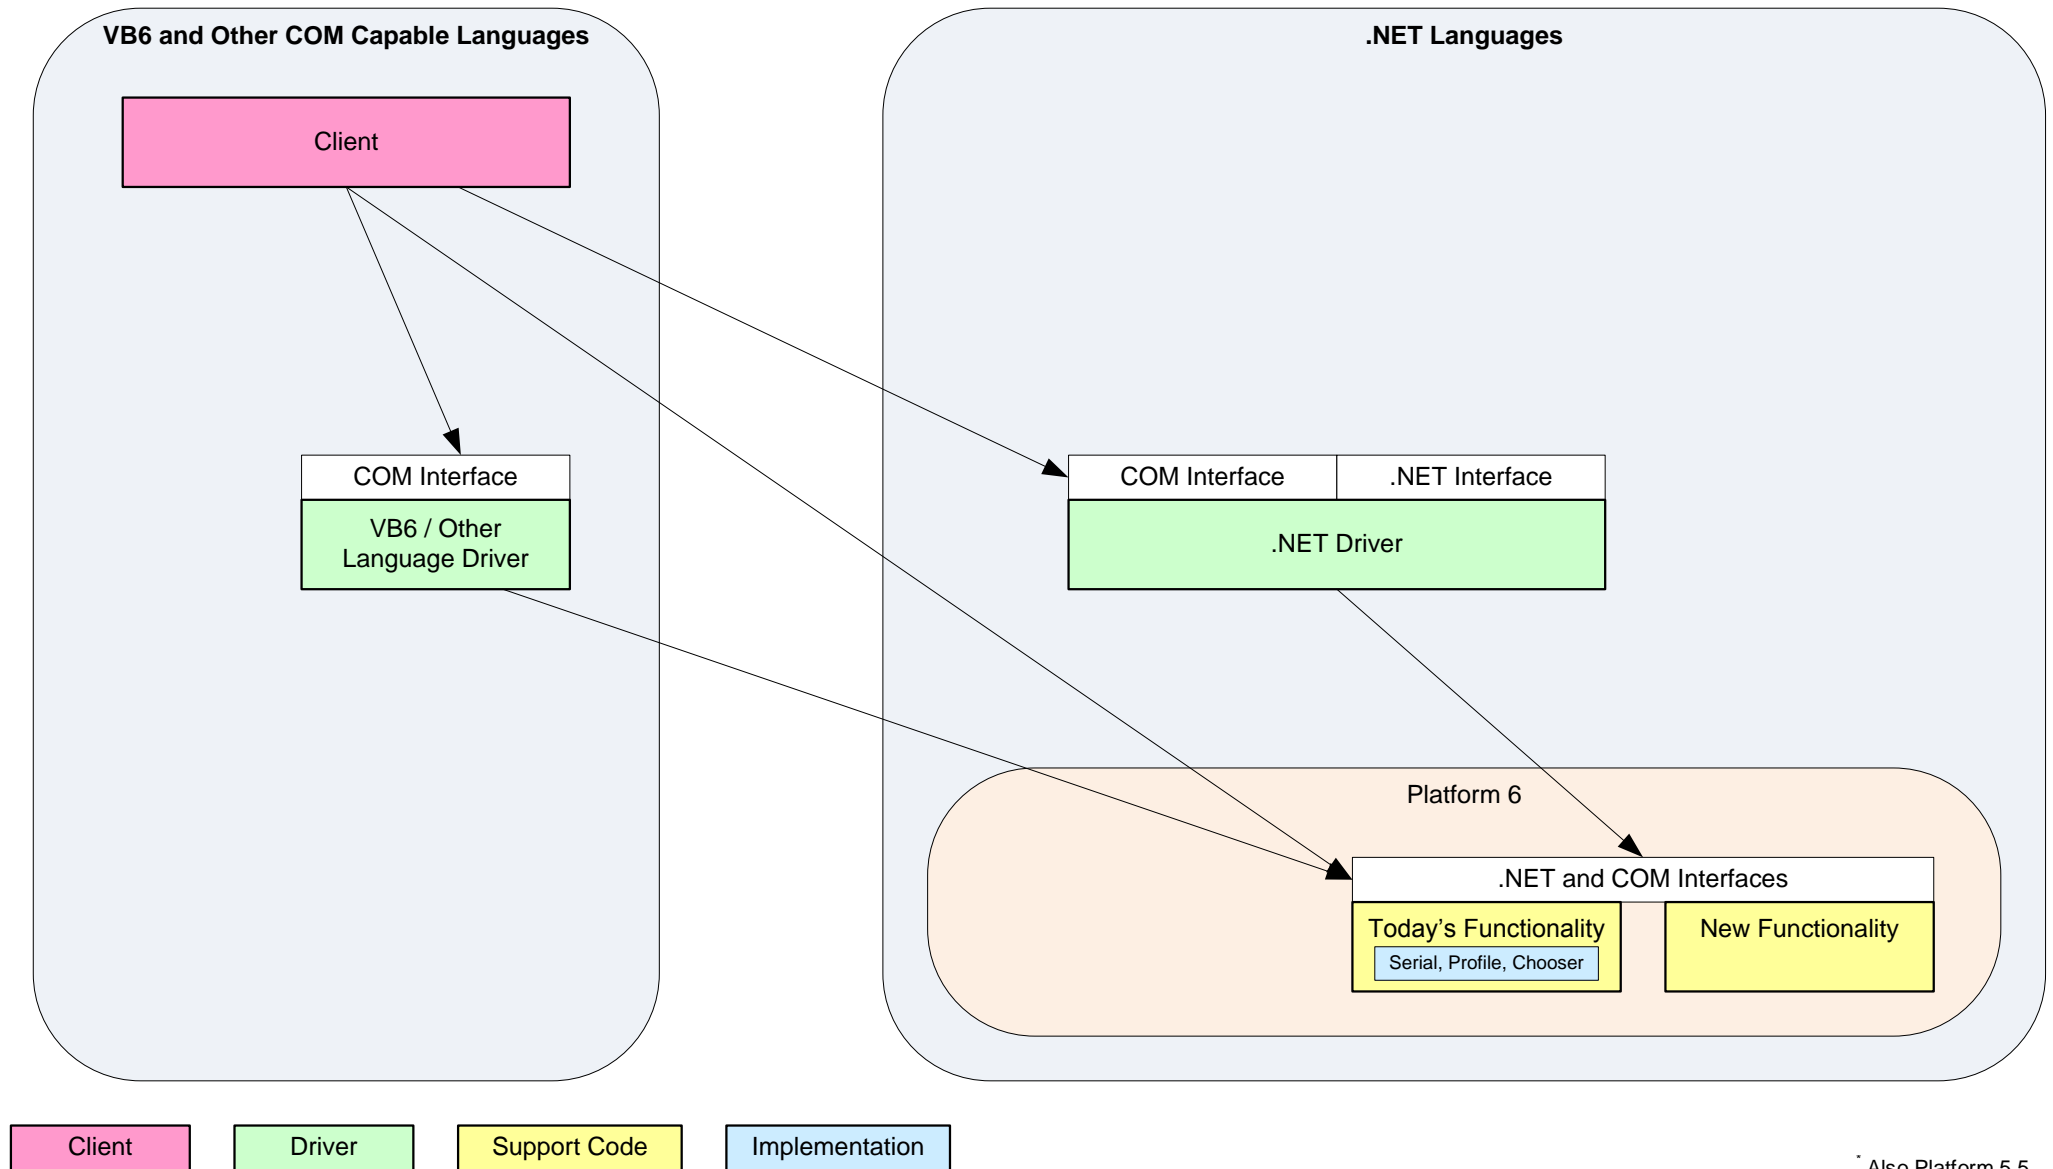 VB6 and Other COM Capable Languages
.NET Languages
Client
COM Interface
VB6 / Other
Language Driver
COM Interface
.NET Interface
.NET Driver
Platform 6
.NET and COM Interfaces
Today’s Functionality
Serial, Profile, Chooser
New Functionality
Client
Driver
Support Code
Implementation
* Also Platform 5.5